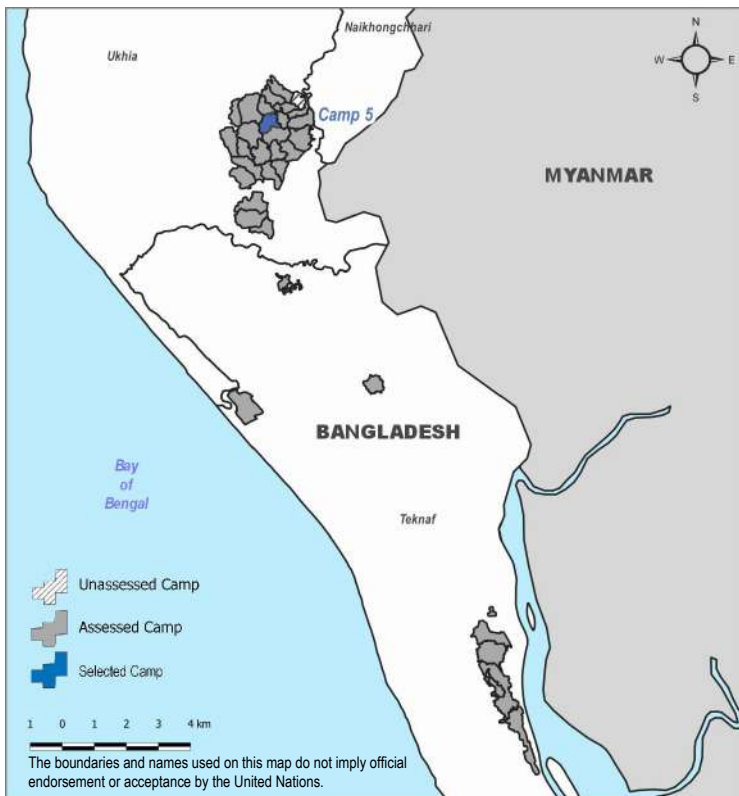 Naikhongchhari
Ukhia
N
W
E
S
Camp 5
MYANMAR
BANGLADESH
Bay
of
Bengal
Teknaf
Unassessed Camp
Assessed Camp
Selected Camp
1 0 1 2 3 4 km
The boundaries and names used on this map do not imply official
endorsement or acceptance by the United Nations.